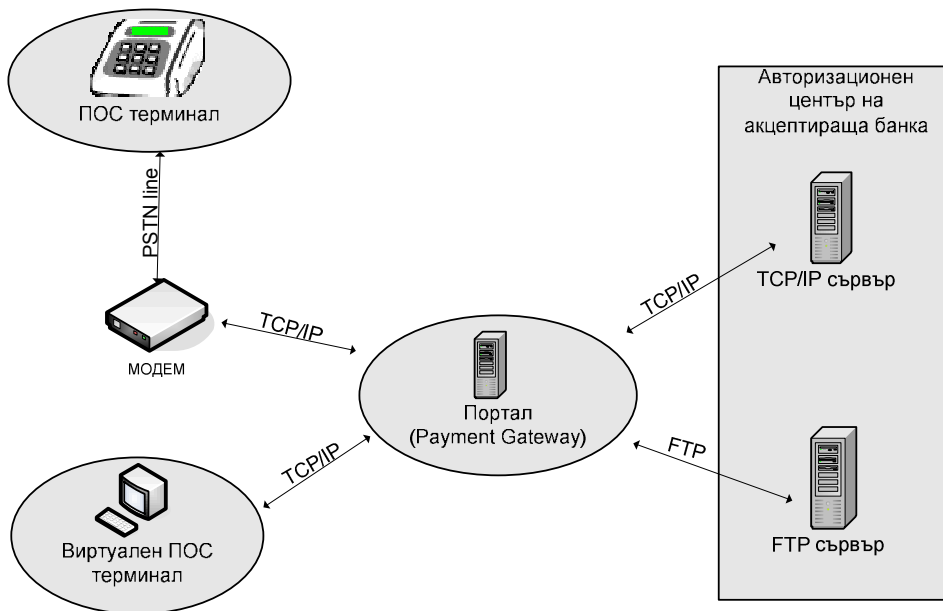 ПОС терминал
PSTN line
МОДЕМ
TCP/IP
TCP/IP
Виртуален ПОС
терминал
Портал
(Payment Gateway)
TCP/IP
FTP
Авторизационен
център на
акцептираща банка
TCP/IP сървър
FTP сървър